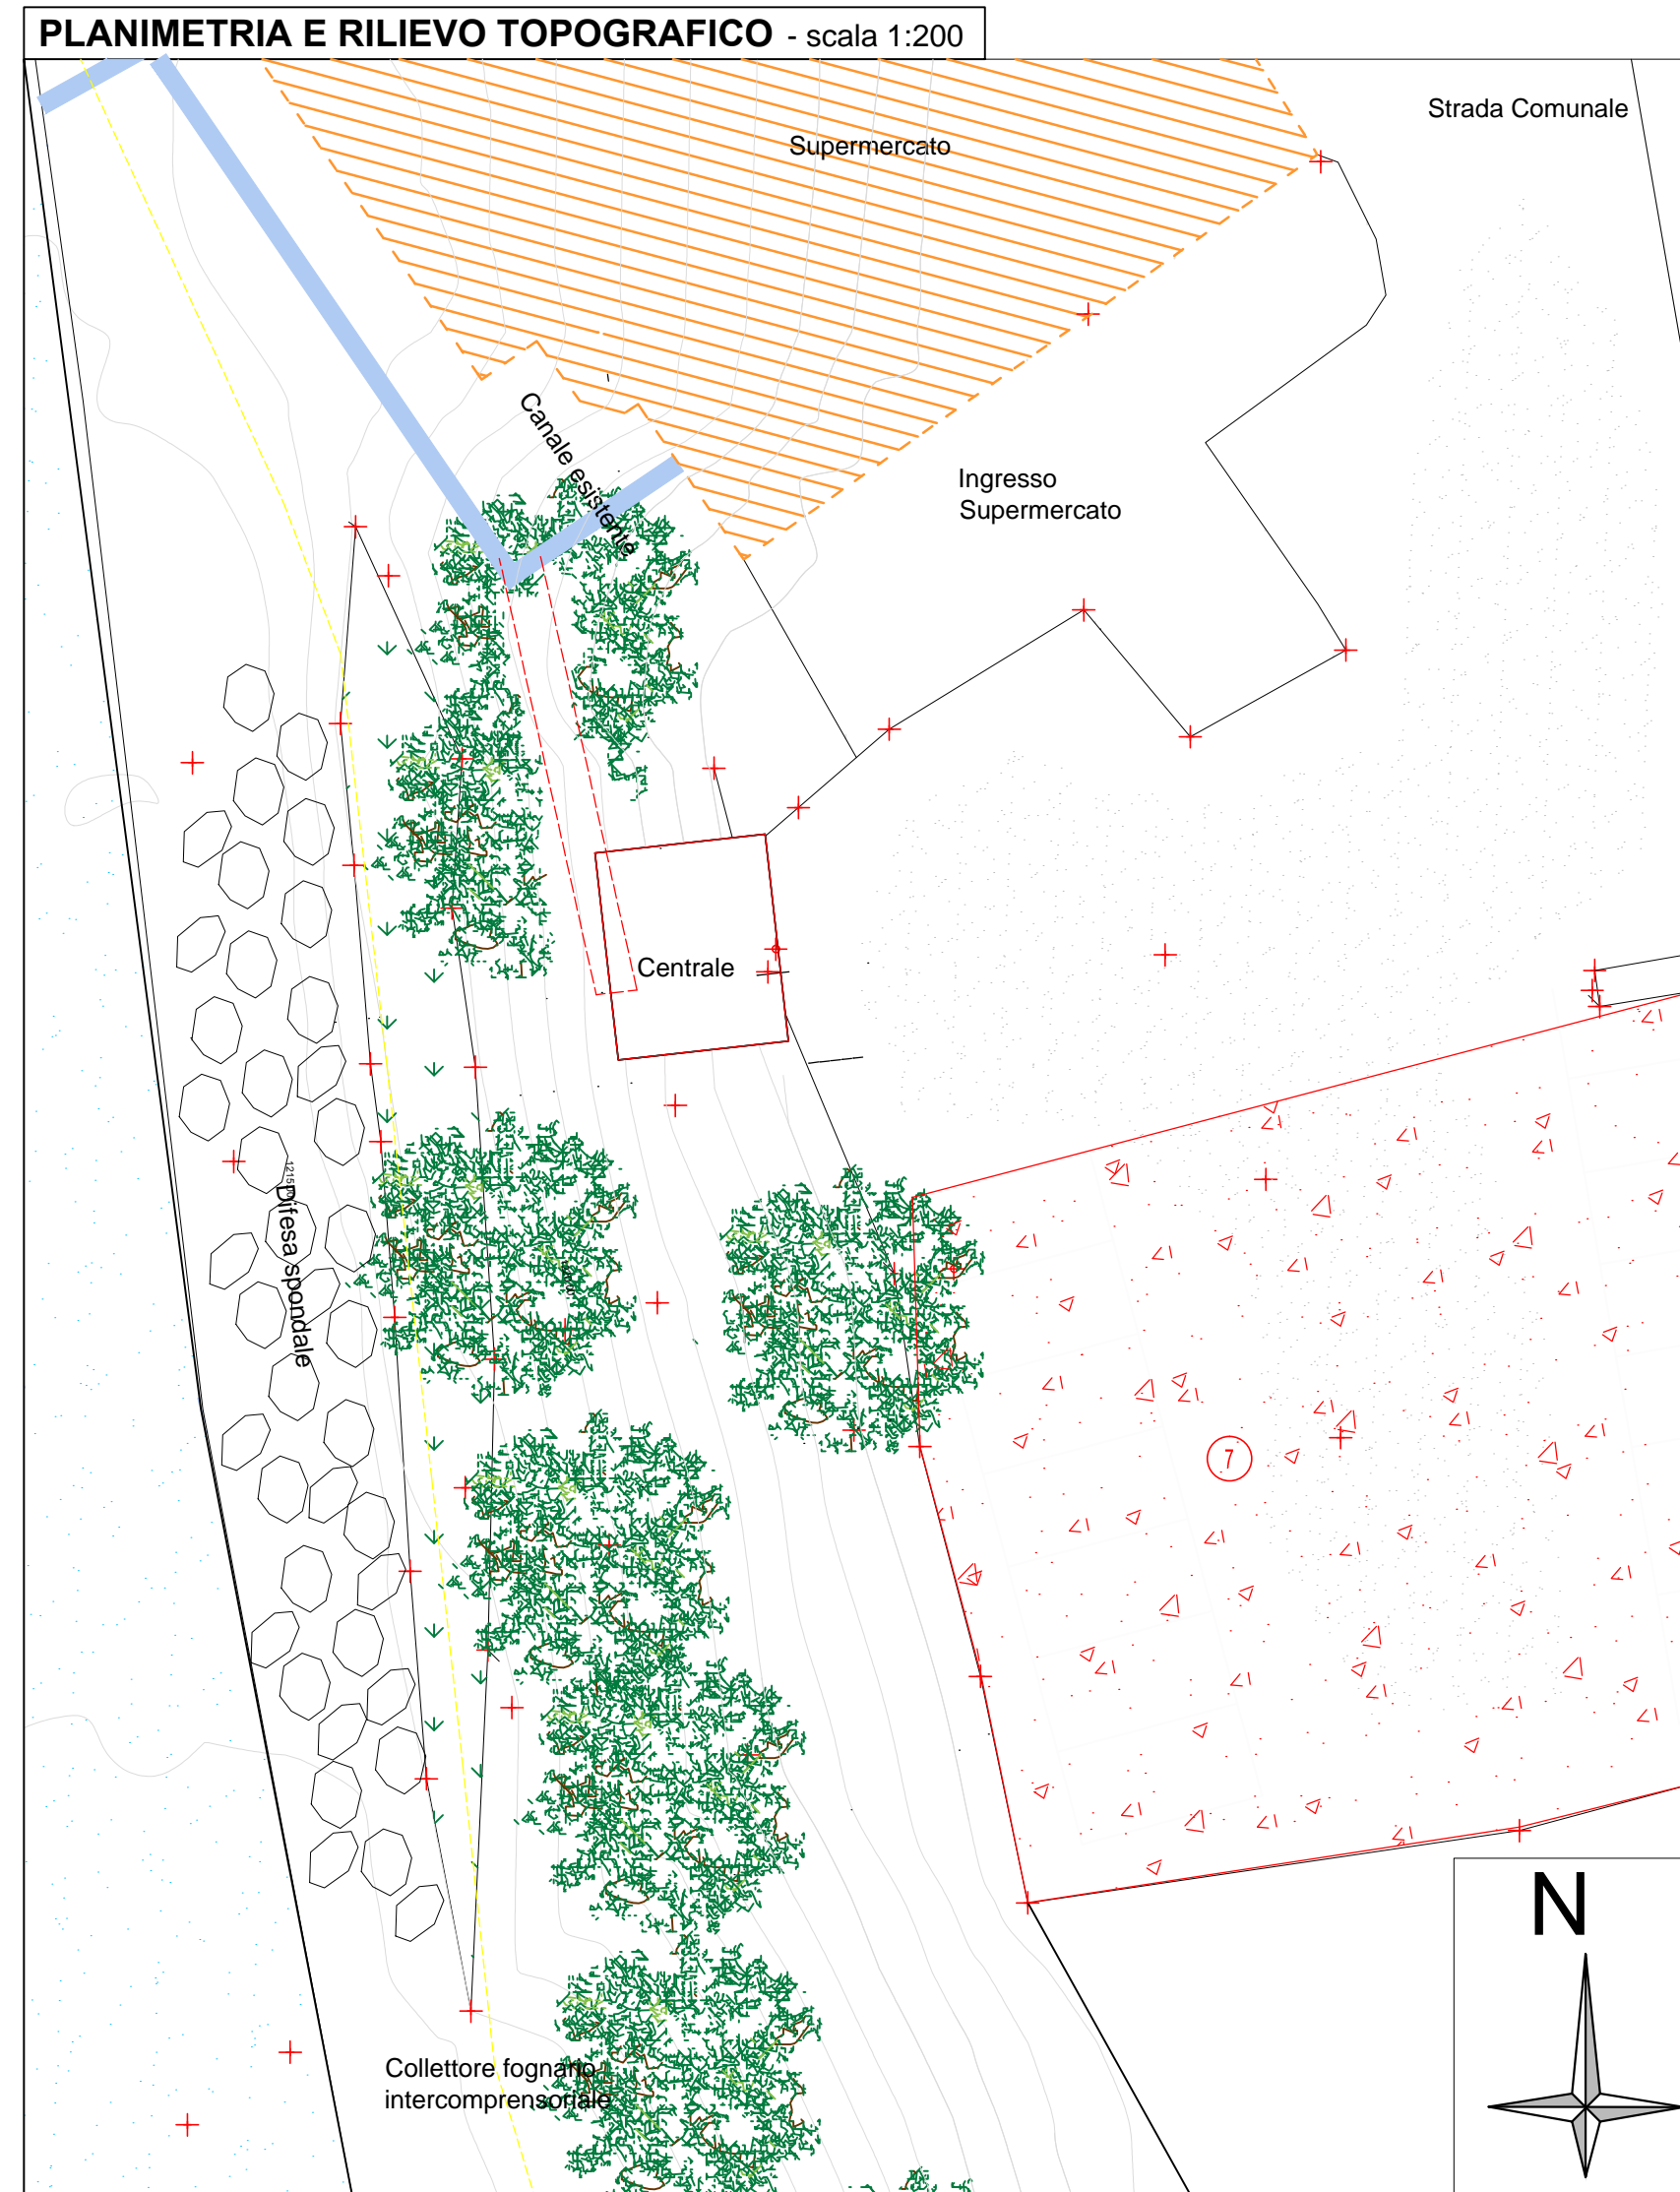 PLANIMETRIA E RILIEVO TOPOGRAFICO - scala 1:200
Strada Comunale
Supermercato
Canale esistente
Ingresso
Supermercato
Centrale
Difesa spondale
7
N
Collettore fognario
intercomprensoriale